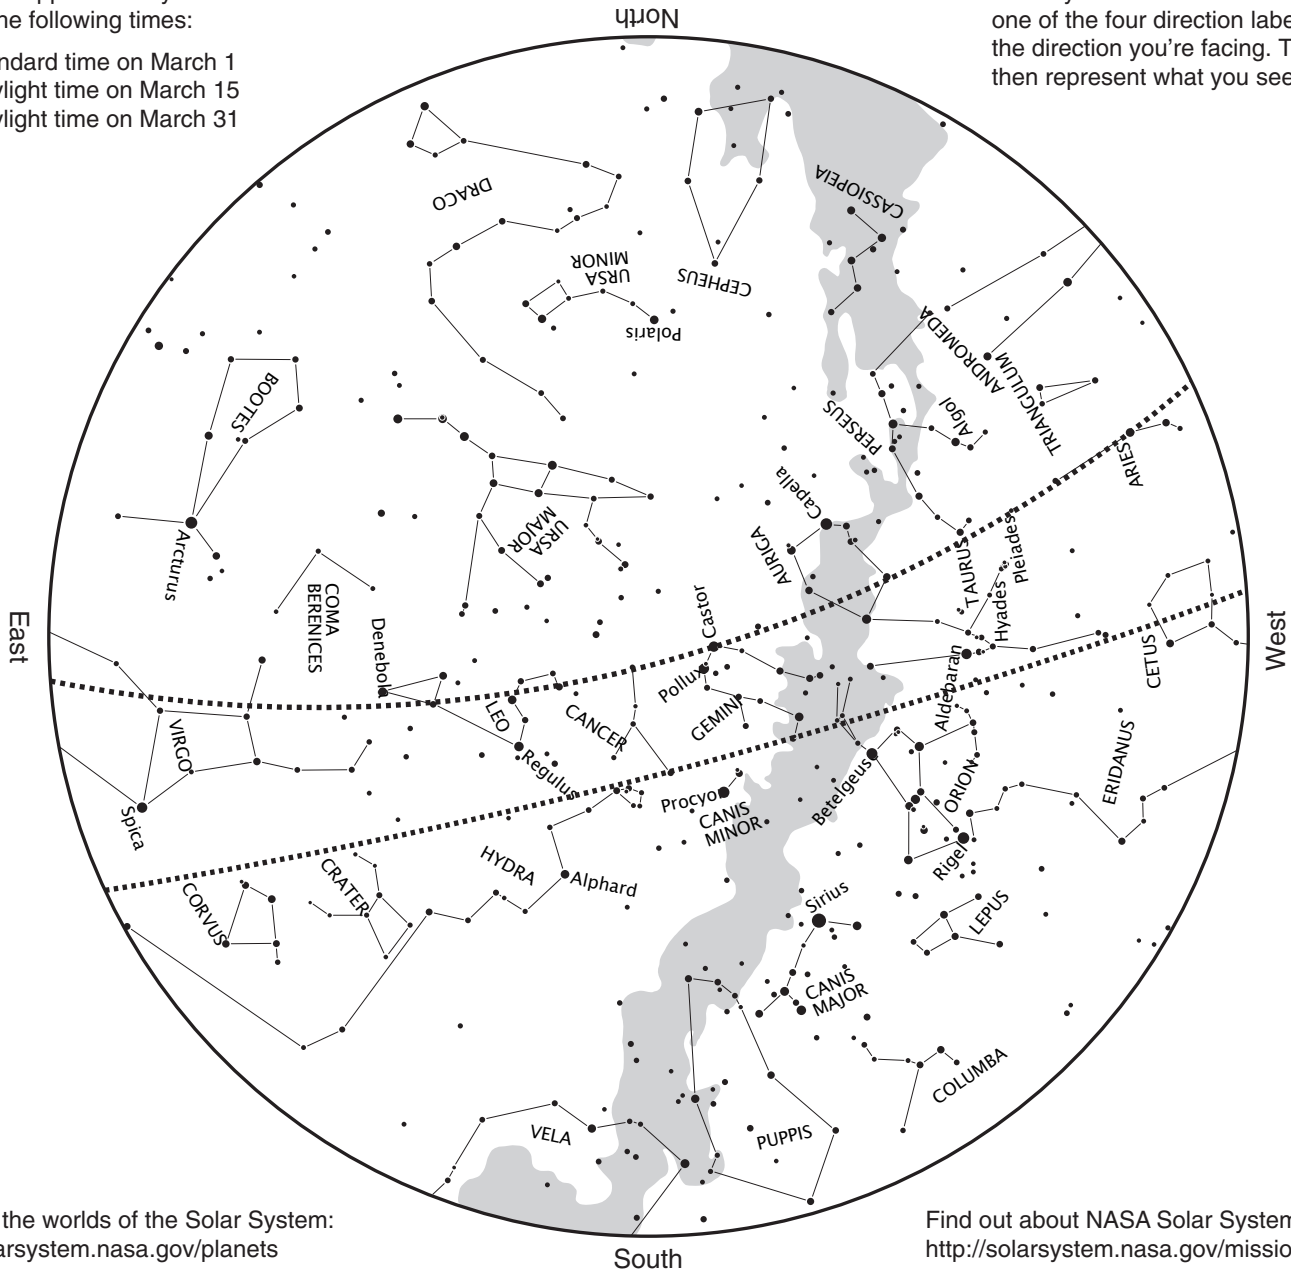 the following times:
North
one of the four direction labe
ndard time on March 1
the direction you're facing. T
ylight time on March 15
then represent what you see
ylight time on March 31
CASSIOPEIA
DRACO
URSA
MINOR
CEPHEUS
Polaris
ANDROMEDA
TRIANGULUM
BOOTES
PERSEUS
Algol
ARIES
Capella
URSA
MAJOR
AURIGA
Arcturus
TAURUS
Pleiades
Hyades
COMA
BERENICES
Denebola
Castor
East
West
CETUS
Pollux
Aldebaran
LEO
CANCER
GEMINI
VIRGO
Regulus
ERIDANUS
ORION
Betelgeus
Procyo
CANIS
MINOR
Spica
Rigel
HYDRA
CRATER
Alphard
CORVUS
Sirius
LEPUS
CANIS
MAJOR
COLUMBA
VELA
PUPPIS
the worlds of the Solar System:
arsystem.nasa.gov/planets
South
Find out about NASA Solar System
http://solarsystem.nasa.gov/missio